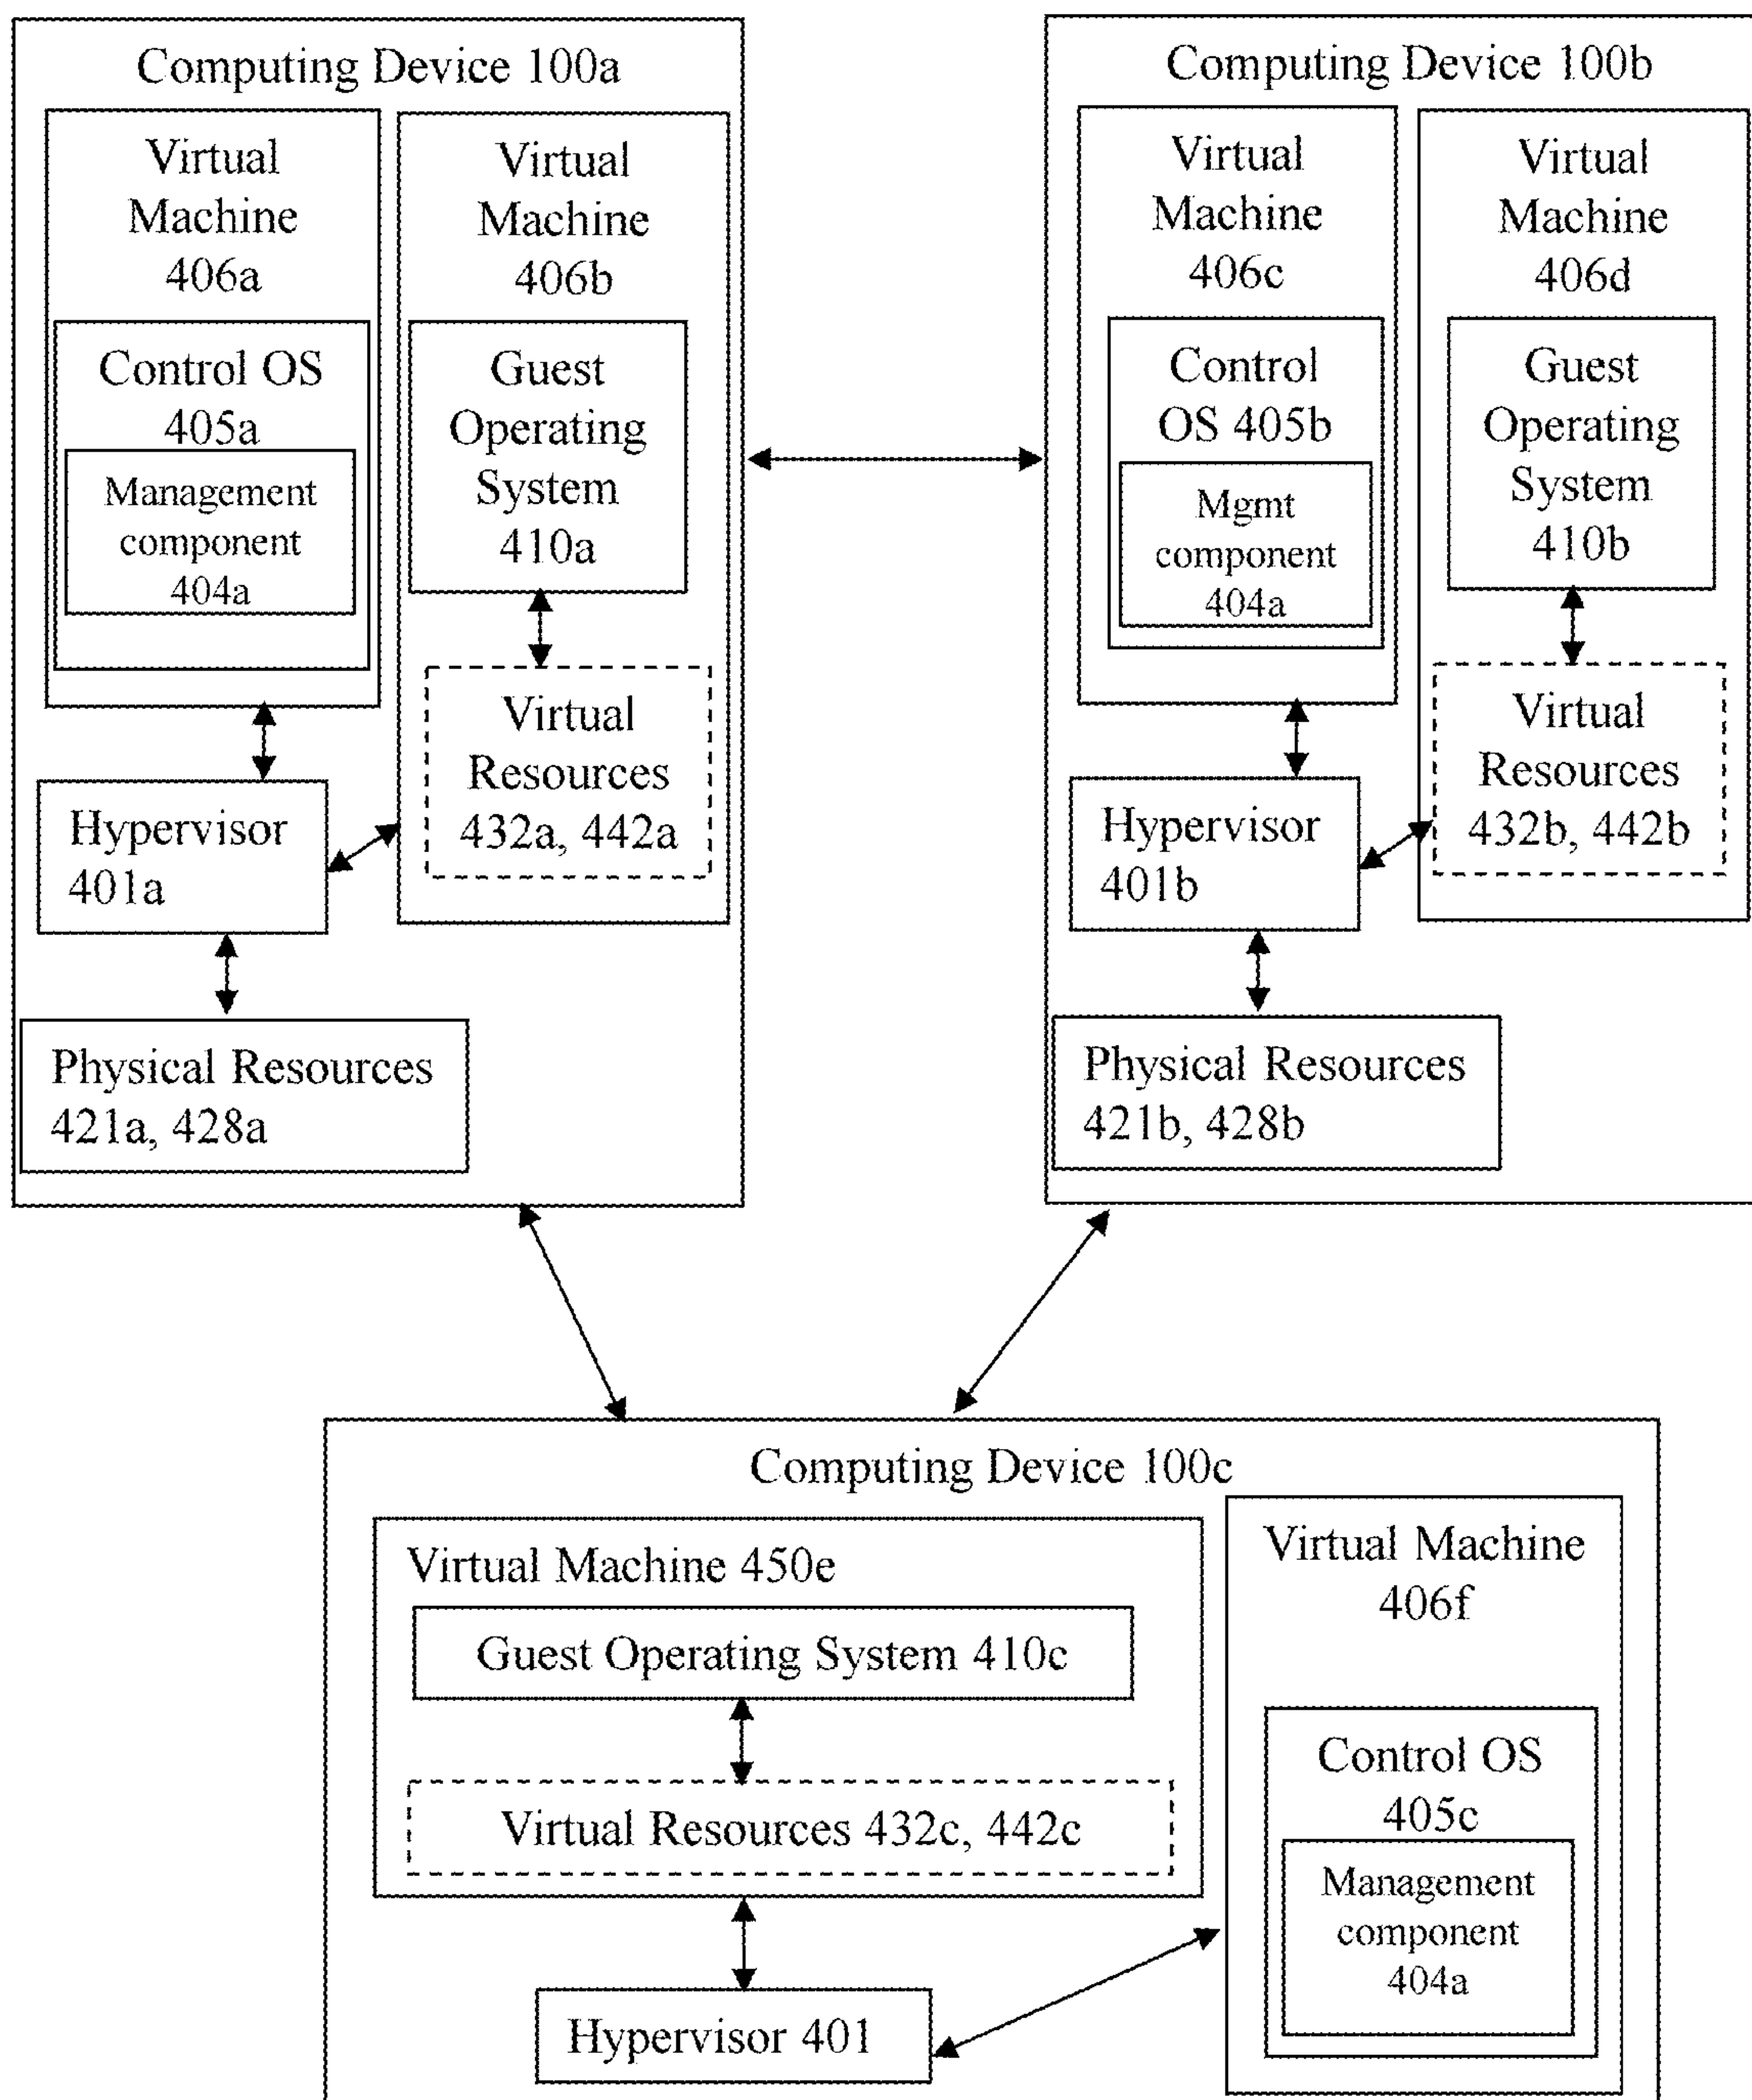 Computing Device 100a
Virtual
Machine
406a
Control OS
405a
Management
component
404a
Virtual
Machine
406b
Guest
Operating
System
410a
Virtual
Resources
432a, 442a
Hypervisor
401a
Physical Resources
421a, 428a
Computing Device 100b
Virtual
Machine
406c
Control
OS 405b
Mgmt
component
404a
Virtual
Machine
406d
Guest
Operating
System
410b
Virtual
Resources
432b, 442b
Hypervisor
401b
Physical Resources
421b, 428b
Computing Device 100c
Virtual Machine 450e
Guest Operating System 410c
Virtual Resources 432c, 442c
Hypervisor 401
Virtual Machine
406f
Control OS
405c
Management
component
404a